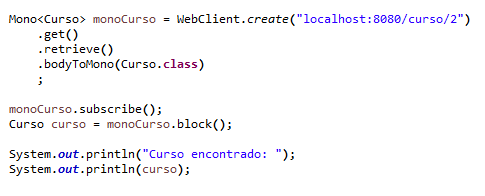 Mono<Curso> monoCurso = WebClient.create("localhost:8080/curso/2")
.get()
.retrieve()
.bodyToMono(Curso.class)
;
monoCurso.subscribe();
Curso curso = monoCurso.block();
System.out.println("Curso encontrado: ");
System.out.println(curso);